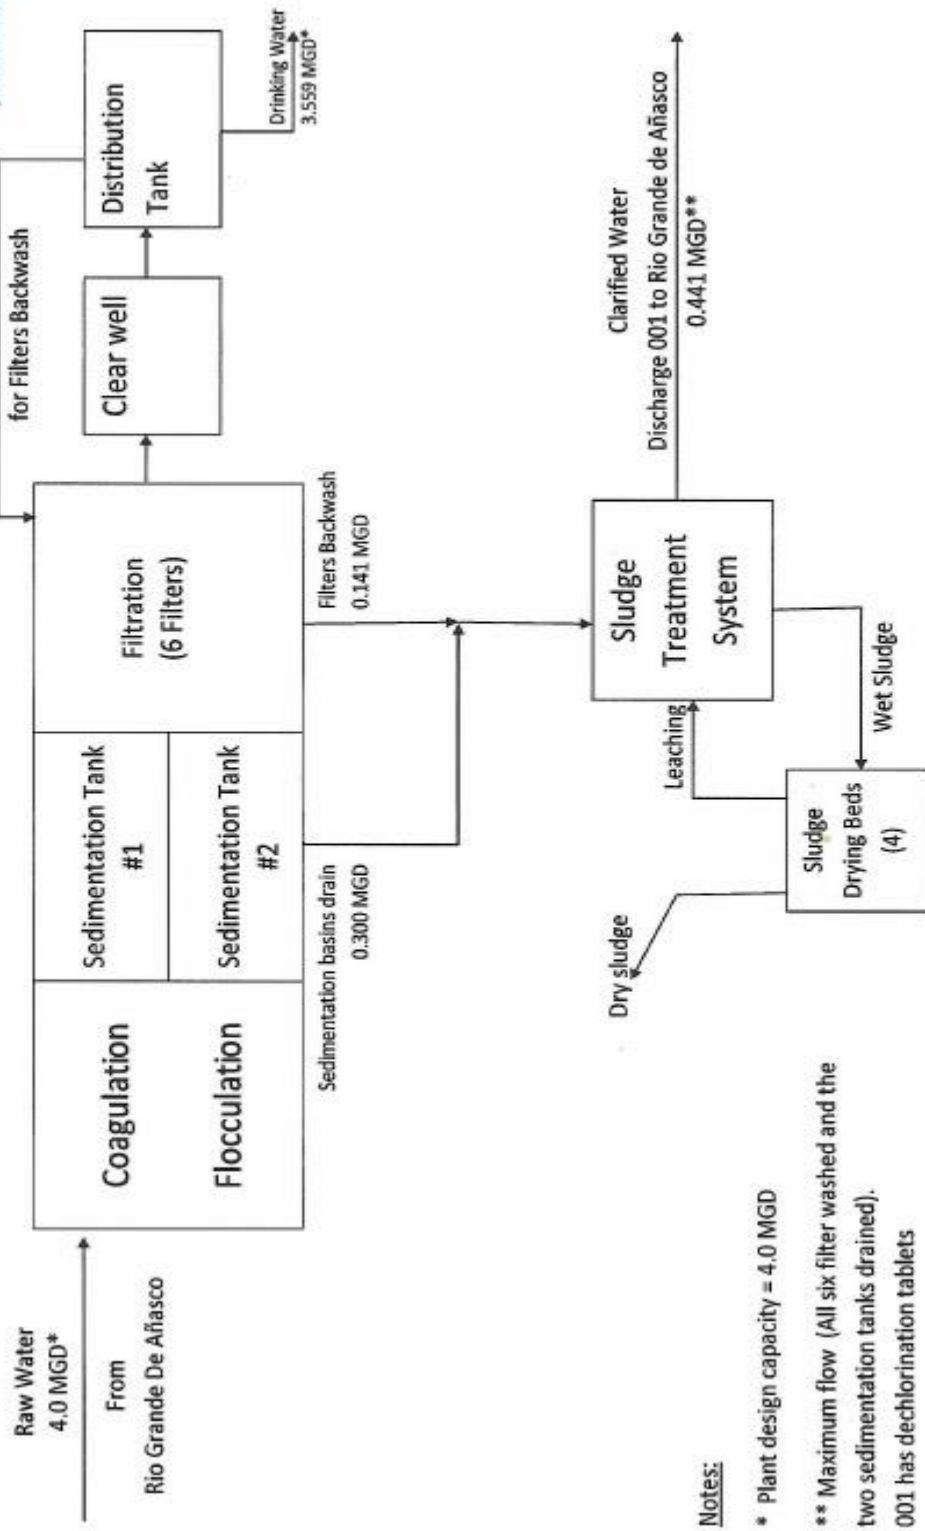 Raw Water
4.0 MGD*
From
Rio Grande De Añasco
Coagulation
Flocculation
Sedimentation Tank
#1
Sedimentation Tank
#2
Filtration
(6 Filters)
for Filters Backwash
Clear well
Distribution
Tank
Drinking Water
3.559 MGD*
Sedimentation basins drain
0.300 MGD
Filters Backwash
0.141 MGD
Sludge
Treatment
System
Clarified Water
Discharge 001 to Rio Grande de Añasco
0.441 MGD**
Leaching
Wet Sludge
Dry sludge
Sludge
Drying Beds
(4)
Notes:
* Plant design capacity = 4.0 MGD
** Maximum flow (All six filter washed and the
two sedimentation tanks drained).
001 has dechlorination tablets